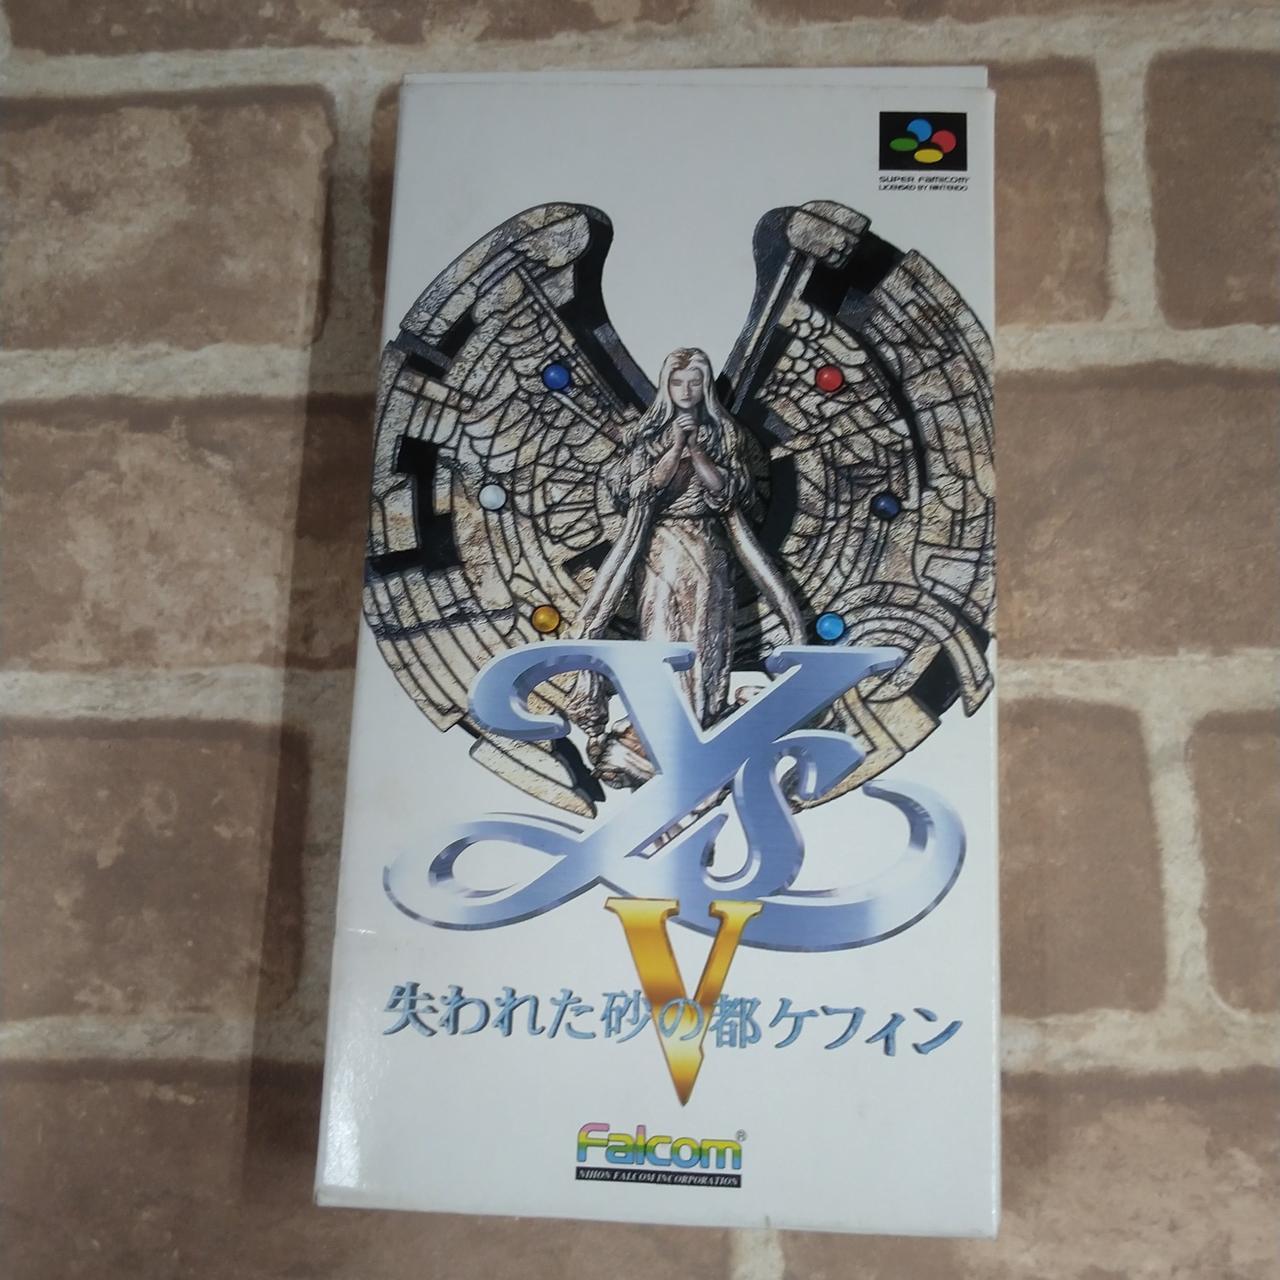 SUPER FAMICOM
LICENSED BY NINTENDO
Ys
V
失われた砂の都ケフィン
Falcom®
NIHON FALCOM INCORPORATION